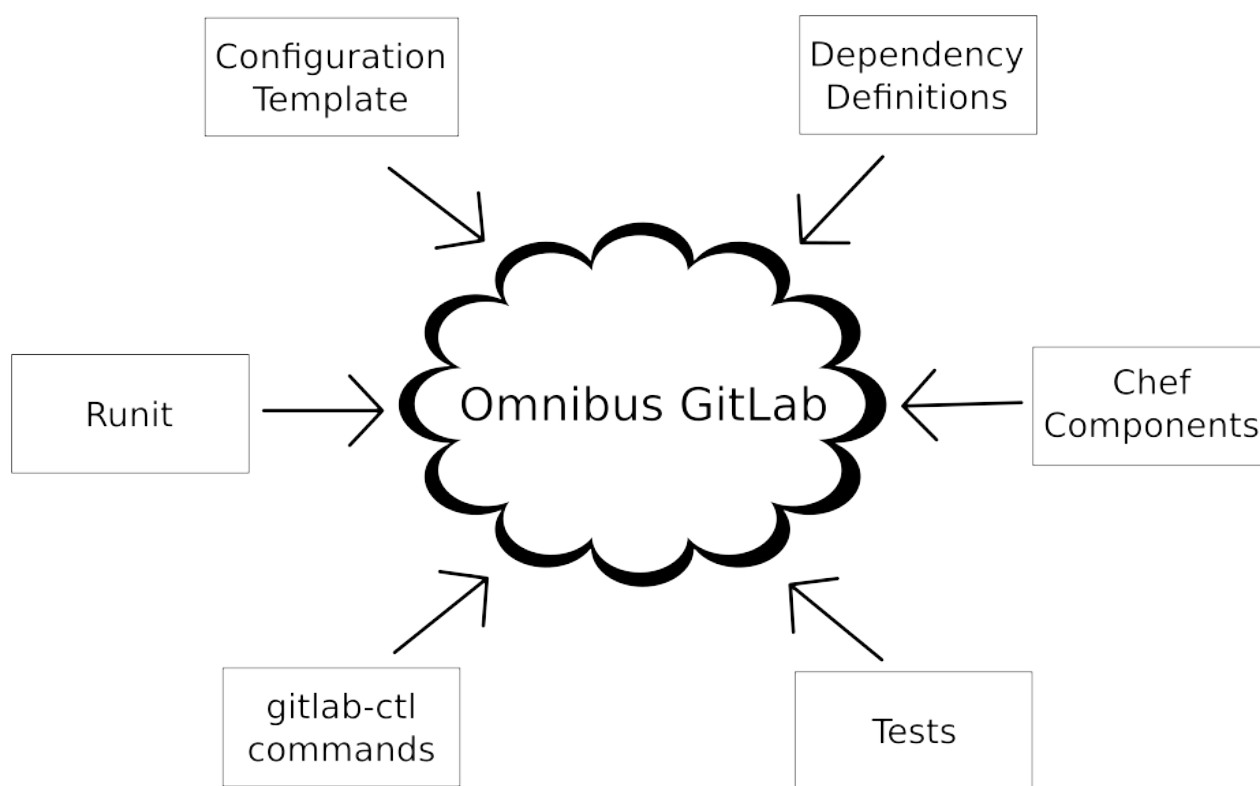 Configuration
Template
Dependency
Definitions
Runit
Omnibus GitLab
Chef
Components
gitlab-ctl
commands
Tests